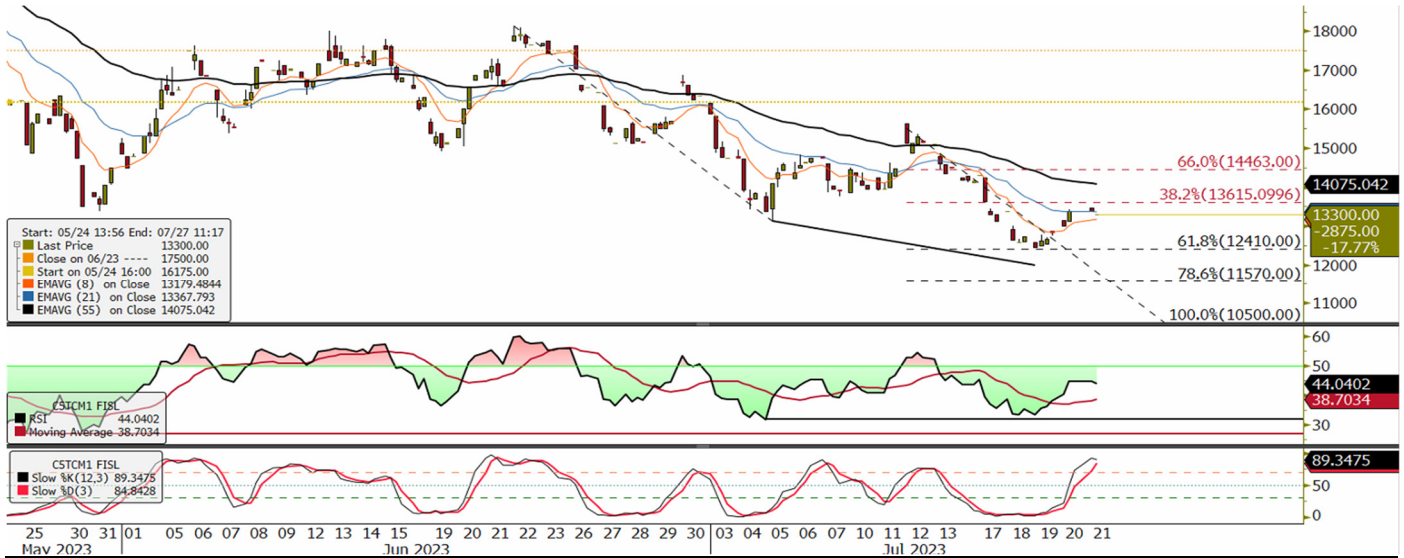 18000
17000
16000
15000
66.0%(14463.00)
14075.042
38.2%(13615.0996)
13300.00
-2875.00
-17.77%
61.8%(12410.00)
12000
78.6%(11570.00)
11000
100.0%(10500.00)
Start: 05/24 13:56 End: 07/27 11:17
Last Price 13300.00
Close on 06/23 ---- 17500.00
Start on 05/24 16:00 16175.00
EMAVG (8) on Close 13179.4844
EMAVG (21) on Close 13367.793
EMAVG (55) on Close 14075.042
60
50
44.0402
38.7034
30
CSTCM1 FISL
RSI 44.0402
Moving Average 38.7034
CSTCM1 FISL
Slow %K(12,3) 89.3475
Slow %D(3) 84.8428
89.3475
50
0
25 30 31 01 05 06 07 08 09 12 13 14 15 19 20 21 22 23 26 27 28 29 30 03 04 05 06 07 10 11 12 13 17 18 19 20 21
May 2023 Jun 2023 Jul 2023